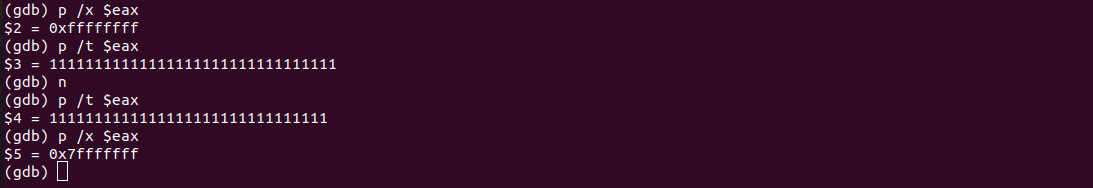 (gdb) p /x $eax
$2 = 0xffffffff
(gdb) p /t $eax
$3 = 11111111111111111111111111111111
(gdb) n
(gdb) p /t $eax
$4 = 1111111111111111111111111111111
(gdb) p /x $eax
$5 = 0x7fffffff
(gdb)